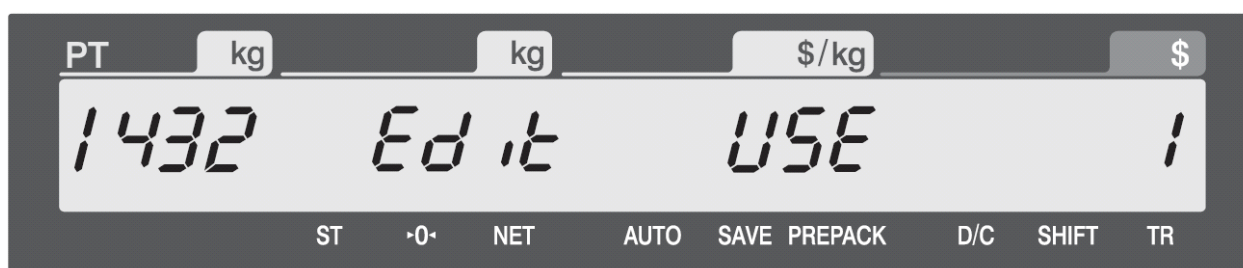 PT kg kg $/kg $
1432 Edit USE 1
ST ▸0◂ NET AUTO SAVE PREPACK D/C SHIFT TR